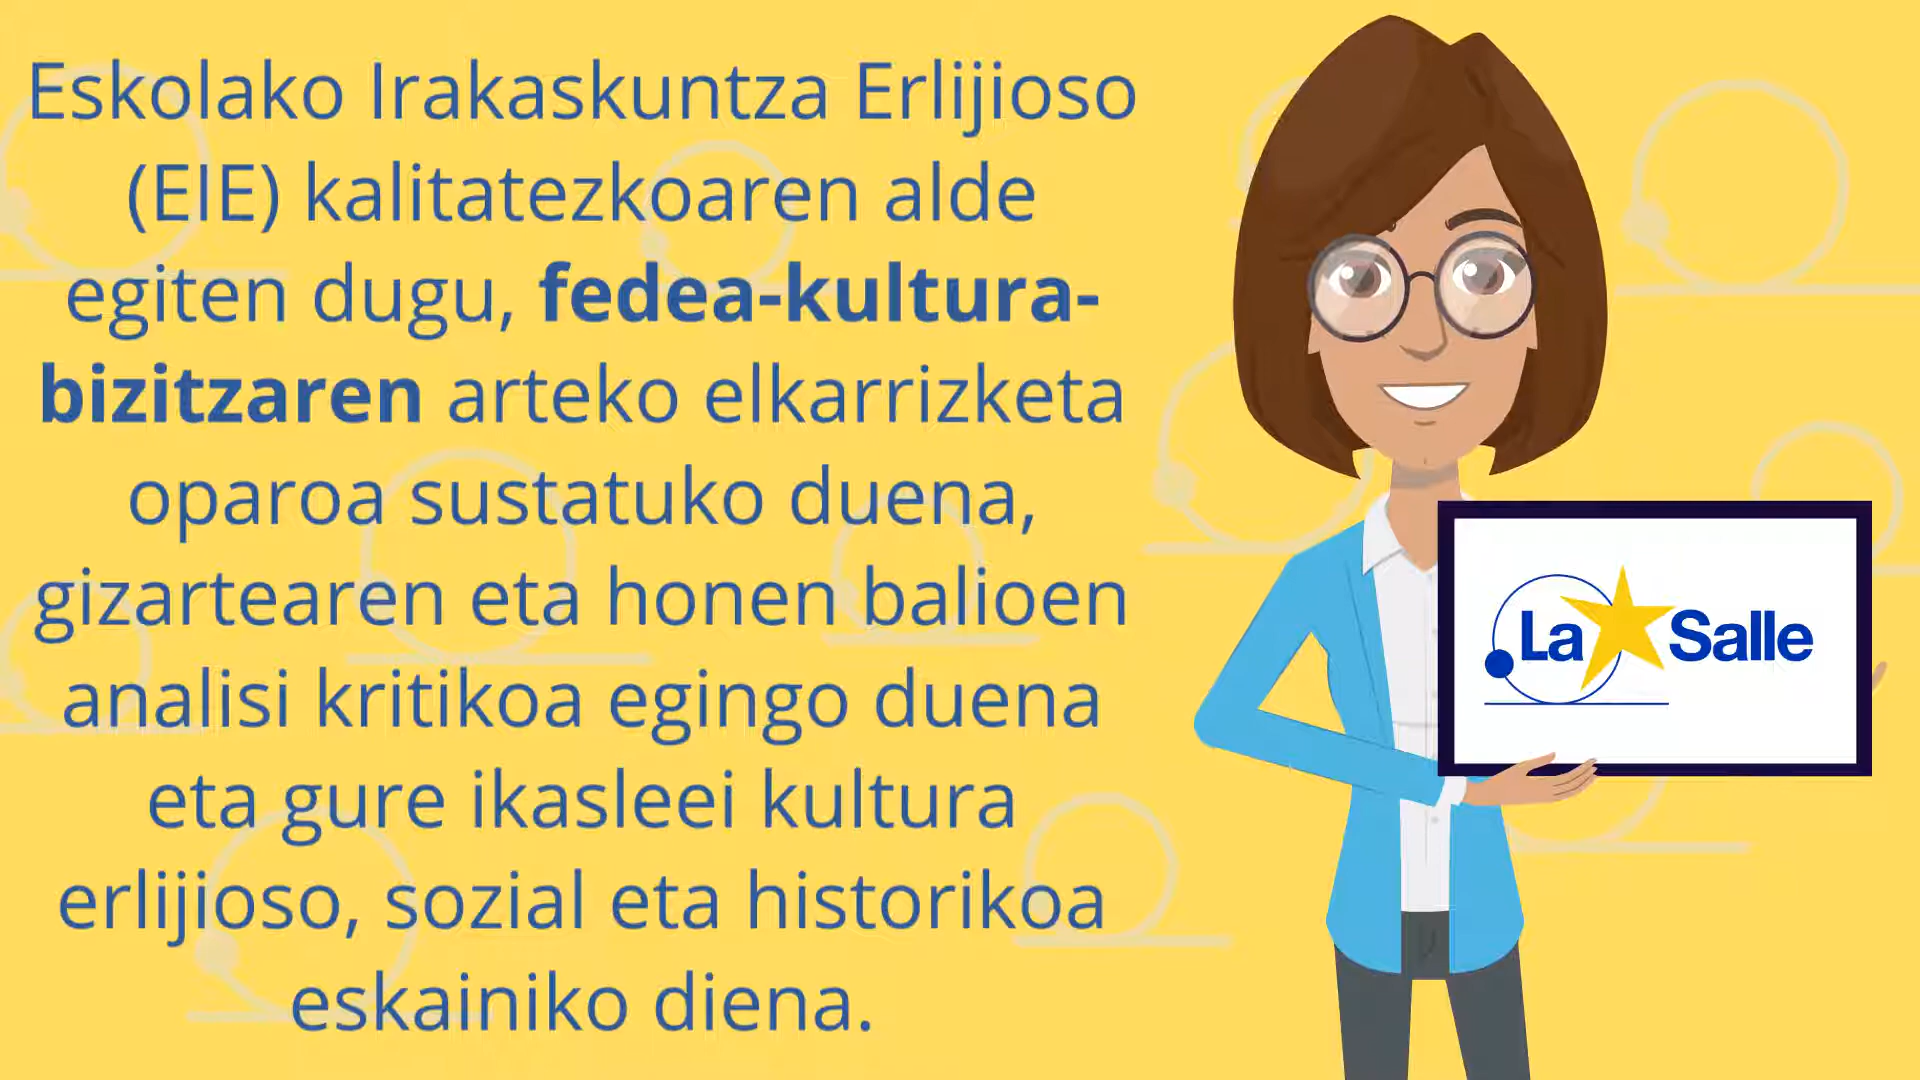 Eskolako Irakaskuntza Erlijioso
(EIE) kalitatezkoaren alde
egiten dugu, fedea-kultura-
bizitzaren arteko elkarrizketa
oparoa sustatuko duena,
gizartearen eta honen balioen
analisi kritikoa egingo duena
eta gure ikasleei kultura
erlijioso, sozial eta historikoa
eskainiko diena.
La Salle